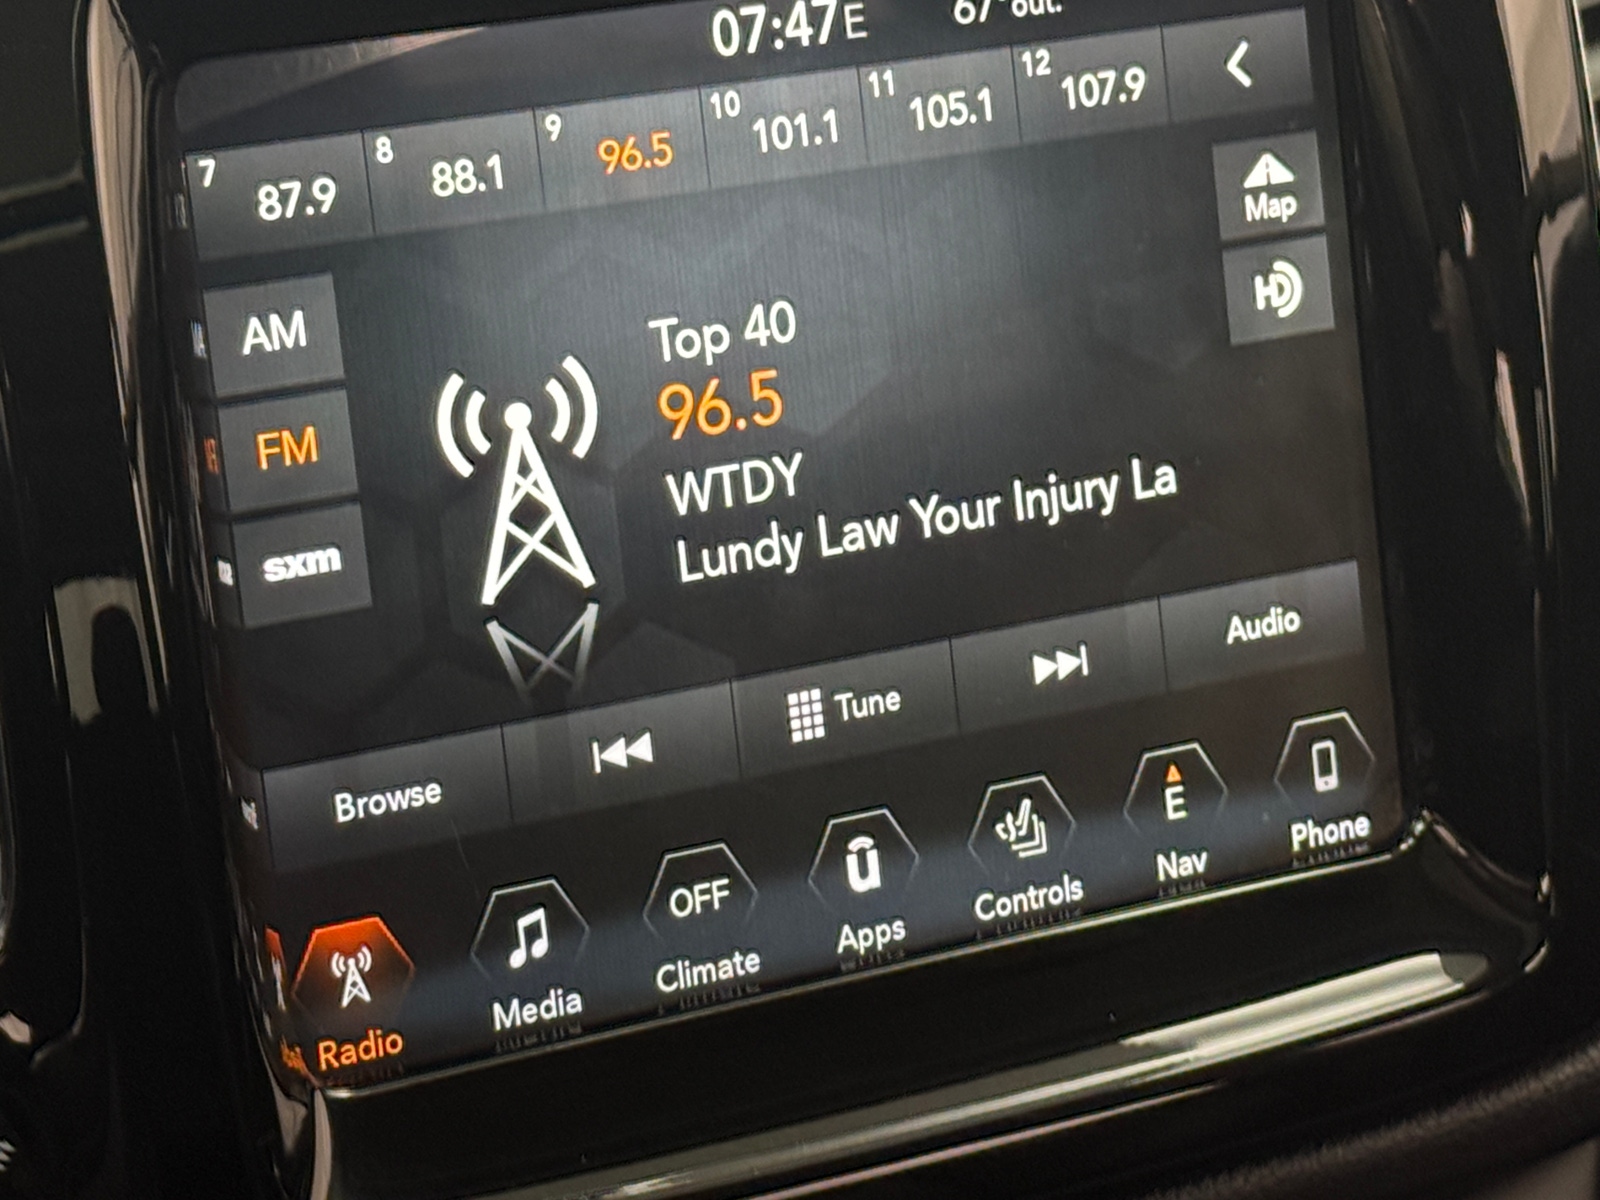 07:47 E 67° out.
7 87.9 8 88.1 9 96.5 10 101.1 11 105.1 12 107.9
Map
HD
AM
FM
sxm
Top 40
96.5
WTDY
Lundy Law Your Injury La
Browse Tune Audio
OFF E
Radio Media Climate Apps Controls Nav Phone